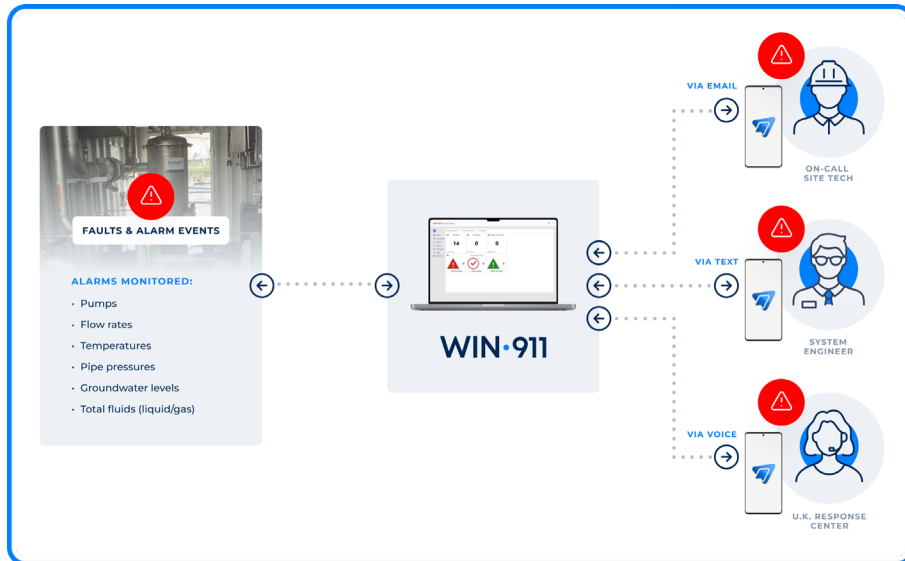 FAULTS & ALARM EVENTS
ALARMS MONITORED:
• Pumps
• Flow rates
• Temperatures
• Pipe pressures
• Groundwater levels
• Total fluids (liquid/gas)
14
0
0
WIN•911
VIA EMAIL
ON-CALL
SITE TECH
VIA TEXT
SYSTEM
ENGINEER
VIA VOICE
U.K. RESPONSE
CENTER